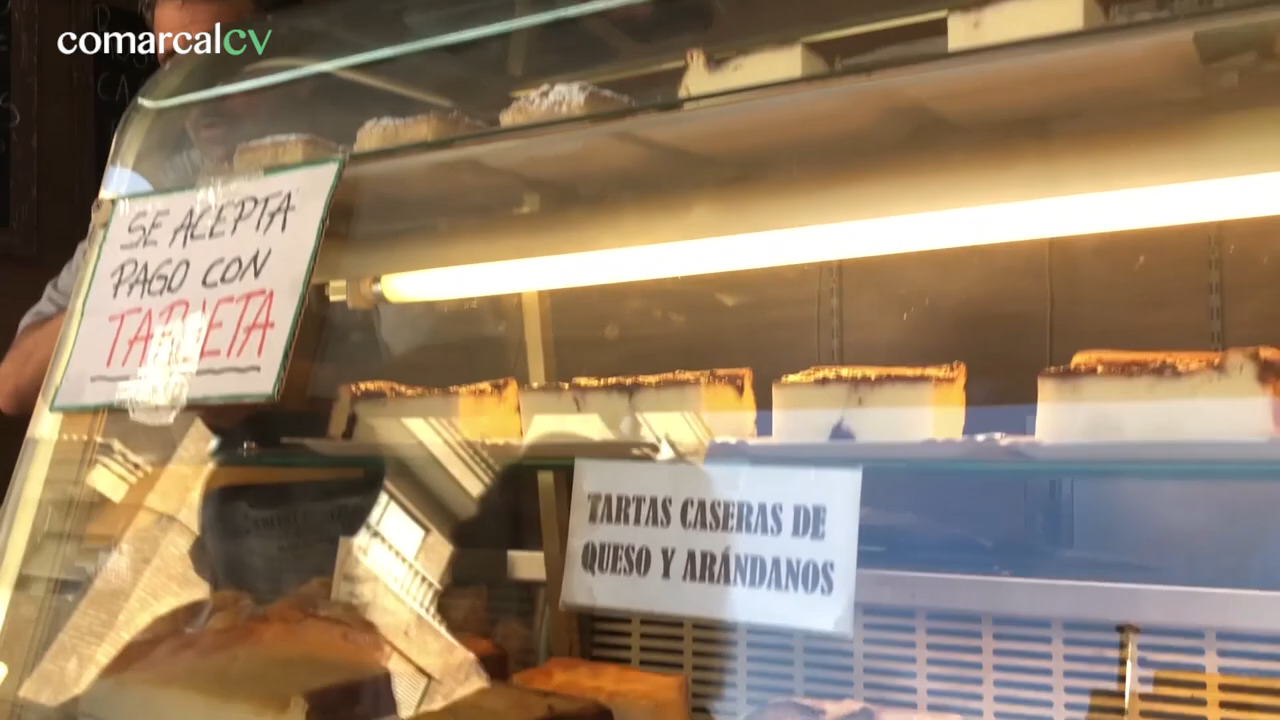 comarcalCV
SE ACEPTA
PAGO CON
TARJETA
TARTAS CASERAS DE
QUESO Y ARÁNDANOS